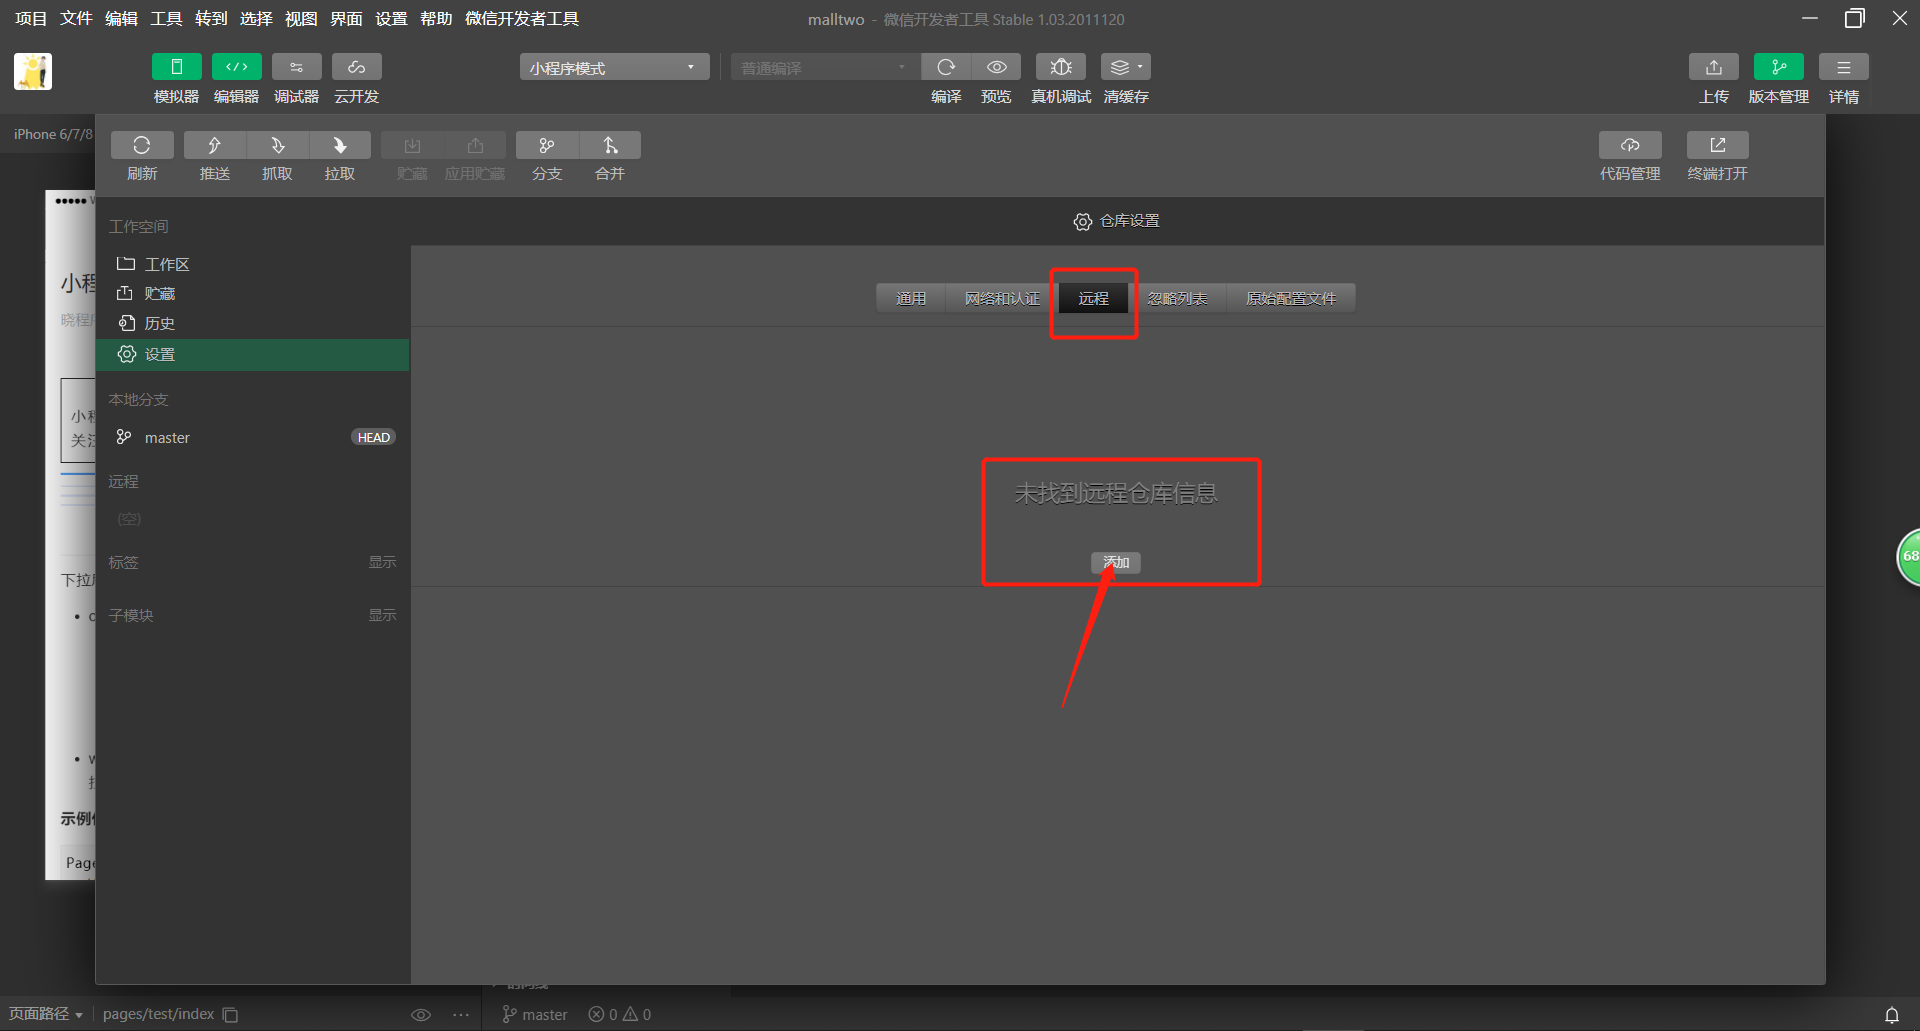 项目 文件 编辑 工具 转到 选择 视图 界面 设置 帮助 微信开发者工具
malltwo - 微信开发者工具 Stable 1.03.2011120
小程序模式
普通编译
模拟器 编辑器 调试器 云开发
编译 预览 真机调试 清缓存
上传 版本管理 详情
iPhone 6/7/8
刷新 推送 抓取 拉取 贮藏 应用贮藏 分支 合并
代码管理 终端打开
工作空间
仓库设置
工作区
贮藏
历史
设置
通用 网络和认证 远程 忽略列表 原始配置文件
本地分支
master HEAD
远程
(空)
标签 显示
子模块 显示
未找到远程仓库信息
添加
小程
晓程
小程
关注
下拉
示例
Page
68
页面路径 pages/test/index
master 0 0